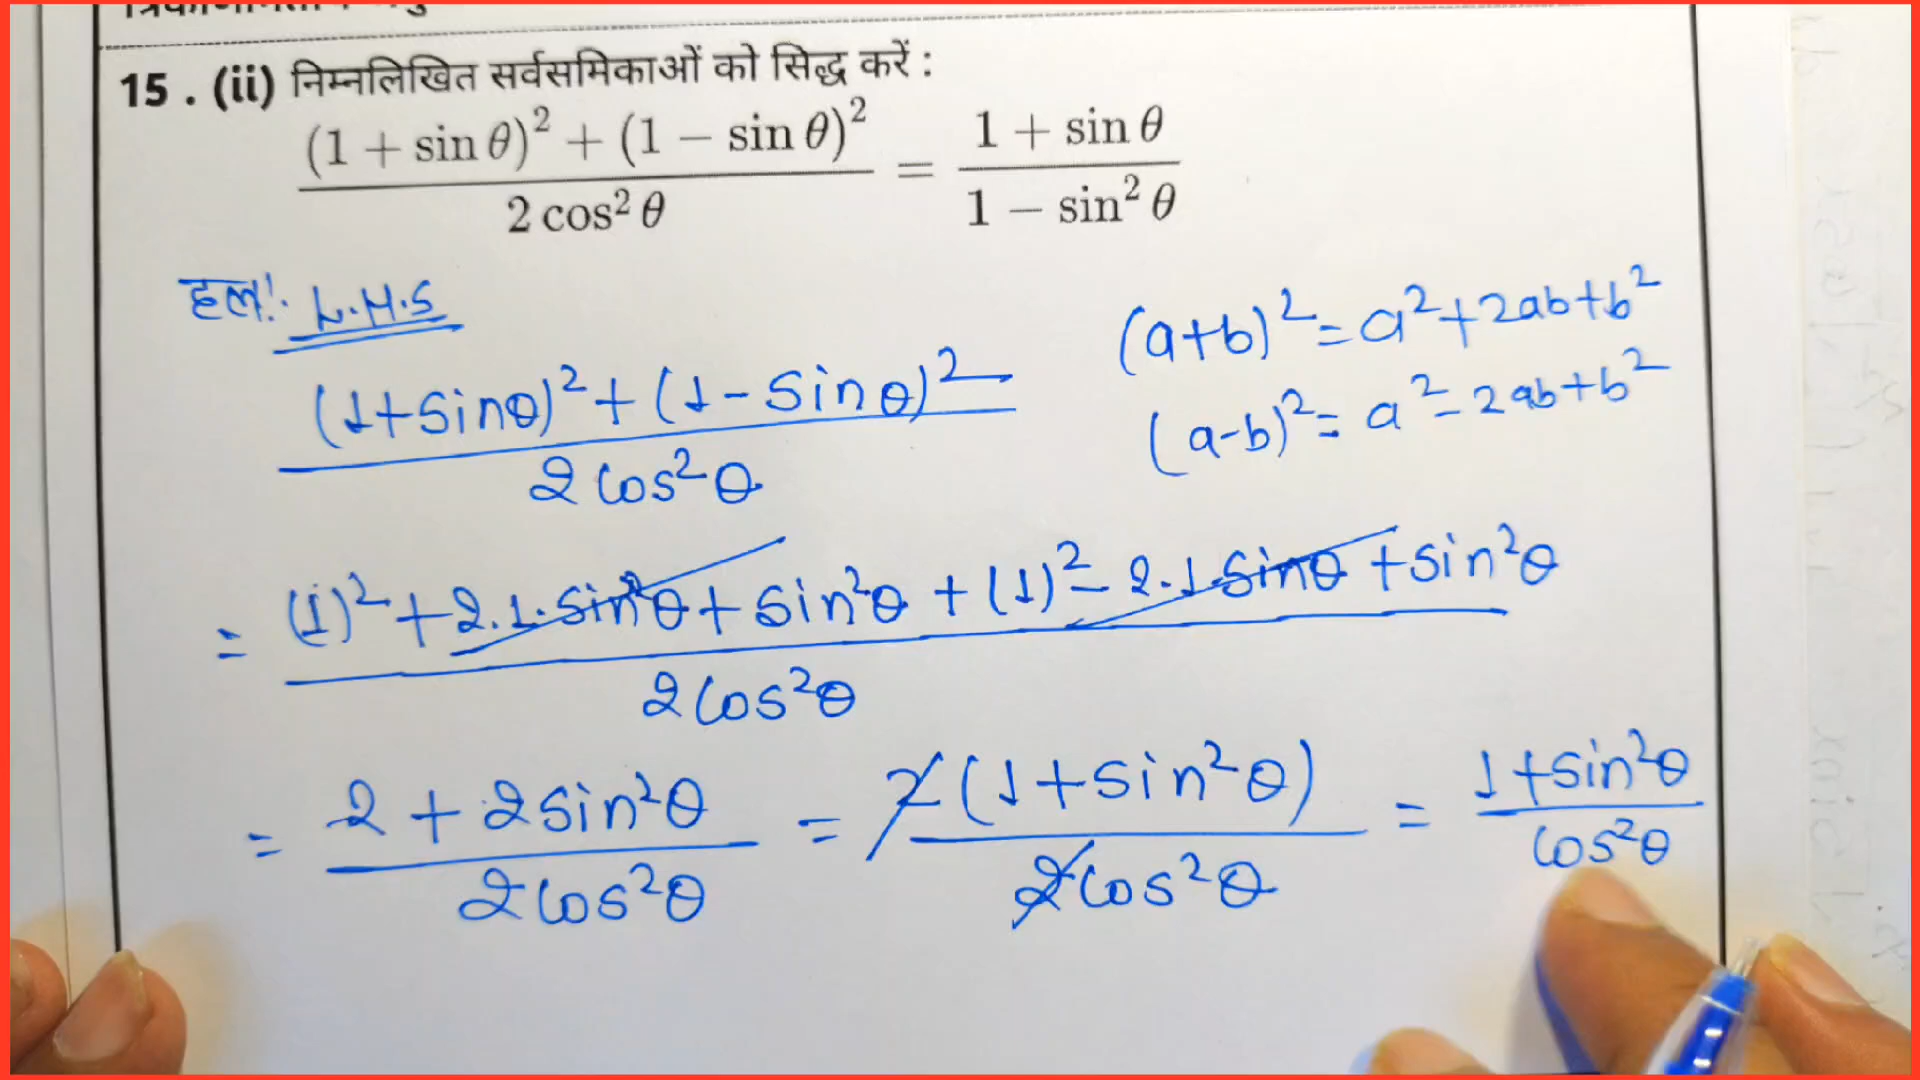 15 . (ii) निम्नलिखित सर्वसमिकाओं को सिद्ध करें :
(1 + sin θ)² + (1 − sin θ)² / 2 cos² θ = 1 + sin θ / 1 − sin² θ
हल:. L.H.S
(a+b)² = a²+2ab+b²
(1+sinθ)²+(1-sinθ)² / 2cos²θ
(a-b)² = a²-2ab+b²
= (1)²+2.1.sin²θ+sin²θ+(1)²-2.1.sinθ+sin²θ / 2cos²θ
= 2+2sin²θ / 2cos²θ = 2(1+sin²θ) / 2cos²θ = 1+sin²θ / cos²θ